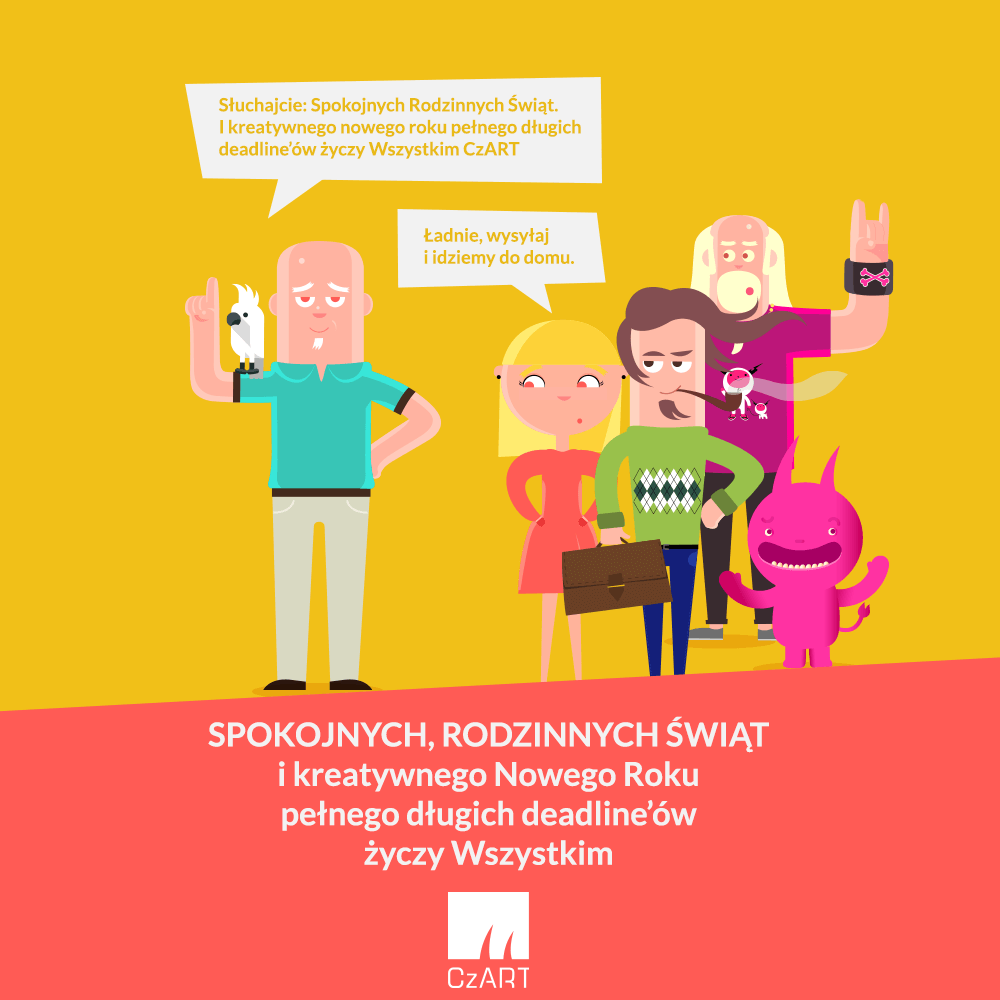 Słuchajcie: Spokojnych Rodzinnych Świąt.
I kreatywnego nowego roku pełnego długich
deadline'ów życzy Wszystkim CzART
Ładnie, wysyłaj
i idziemy do domu.
SPOKOJNYCH, RODZINNYCH ŚWIĄT
i kreatywnego Nowego Roku
pełnego długich deadline’ów
życzy Wszystkim
CzART